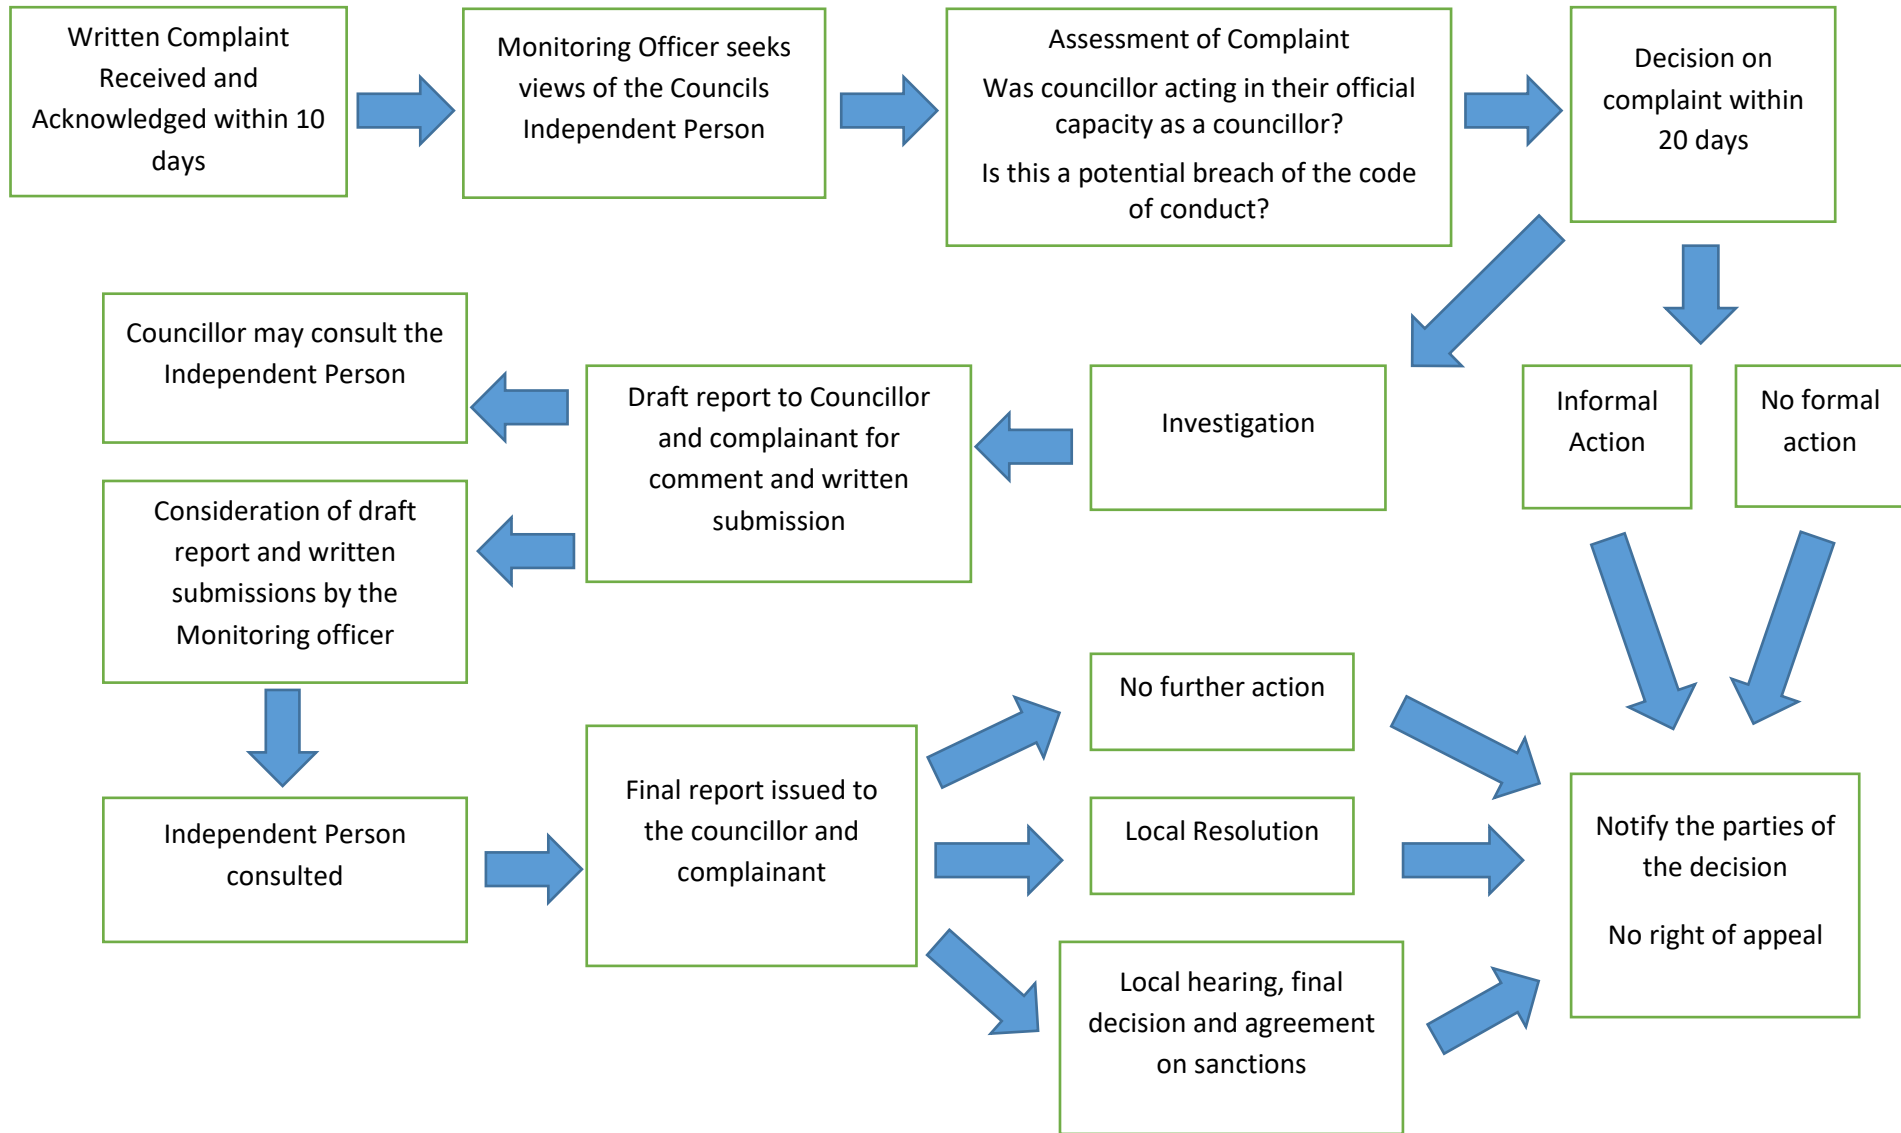 Written Complaint
Received and
Acknowledged within 10
days
Monitoring Officer seeks
views of the Councils
Independent Person
Assessment of Complaint
Was councillor acting in their official
capacity as a councillor?
Is this a potential breach of the code
of conduct?
Decision on
complaint within
20 days
Councillor may consult the
Independent Person
Draft report to Councillor
and complainant for
comment and written
submission
Investigation
Informal
Action
No formal
action
Consideration of draft
report and written
submissions by the
Monitoring officer
Independent Person
consulted
Final report issued to
the councillor and
complainant
No further action
Local Resolution
Local hearing, final
decision and agreement
on sanctions
Notify the parties of
the decision
No right of appeal